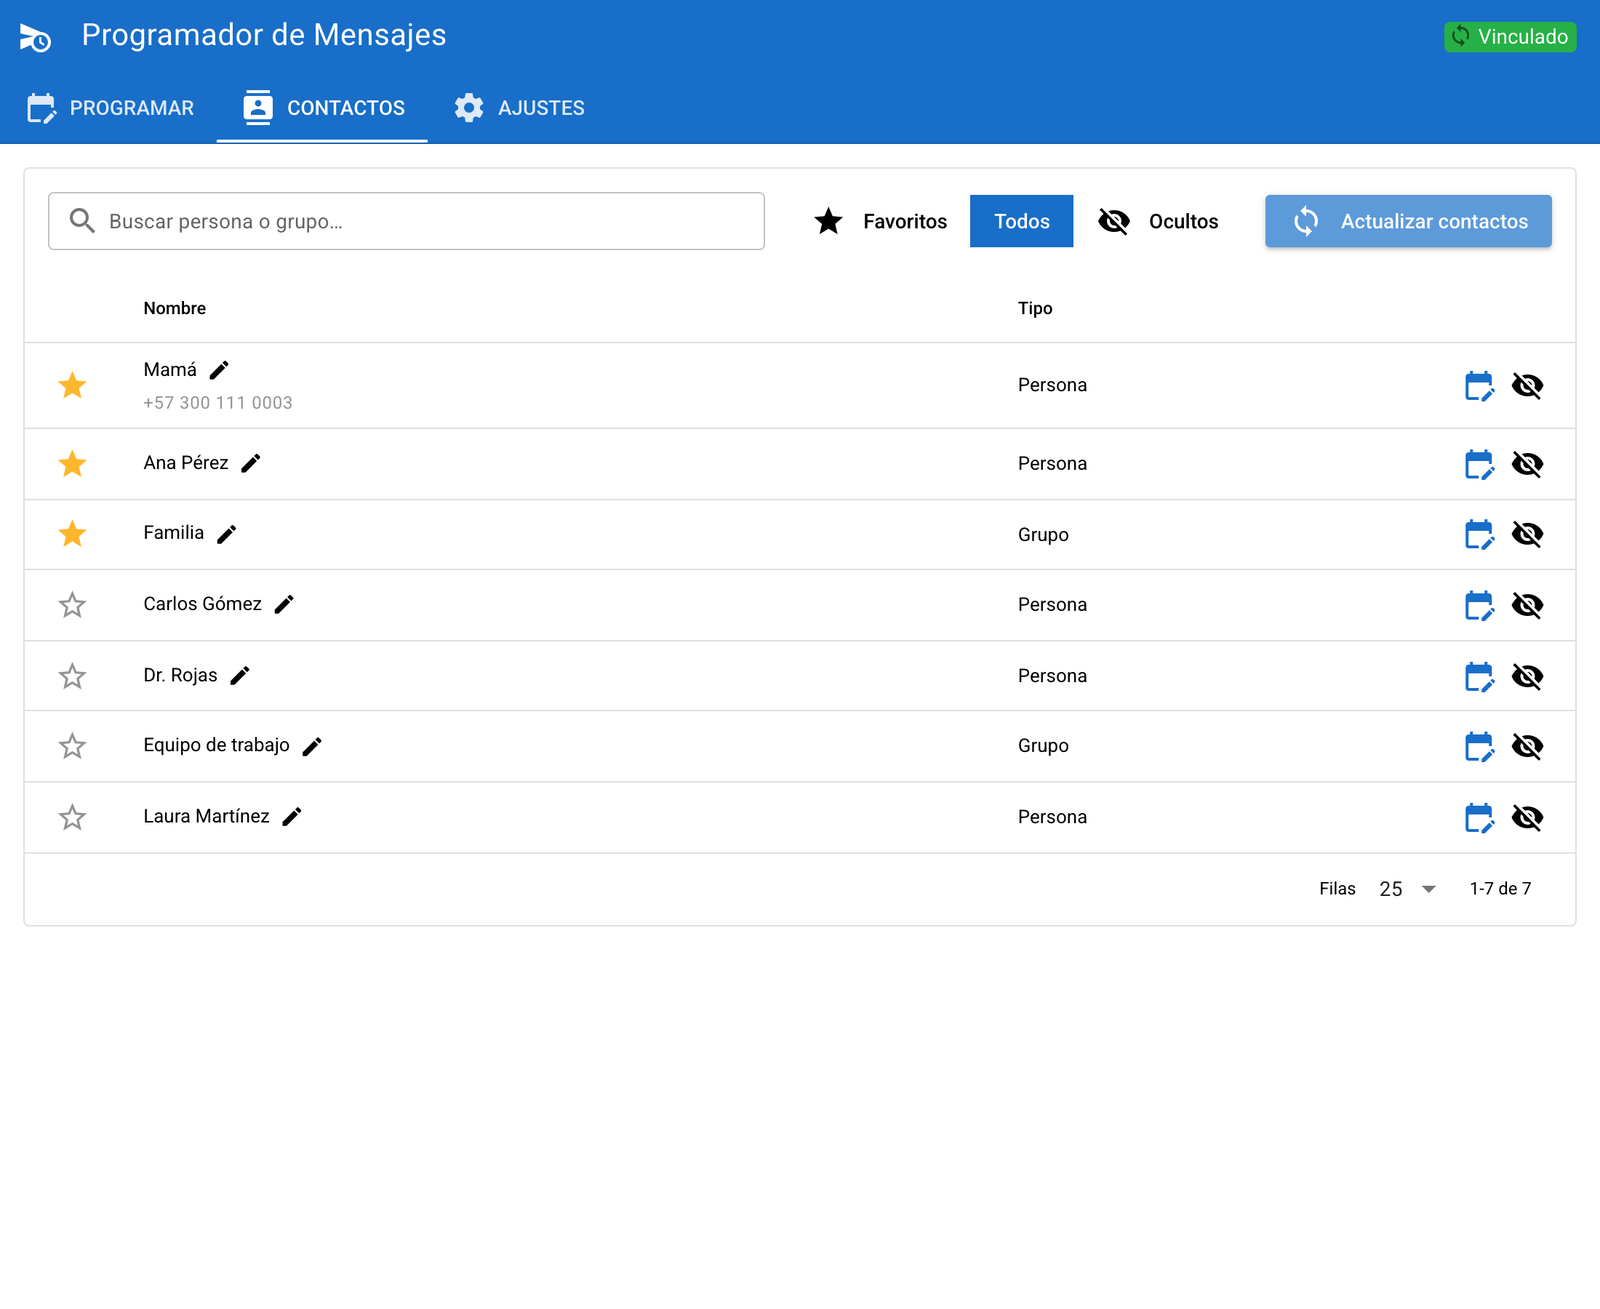 Programador de Mensajes
Vinculado
PROGRAMAR
CONTACTOS
AJUSTES
Buscar persona o grupo...
Favoritos
Todos
Ocultos
Actualizar contactos
Nombre
Tipo
Mamá
+57 300 111 0003
Persona
Ana Pérez
Persona
Familia
Grupo
Carlos Gómez
Persona
Dr. Rojas
Persona
Equipo de trabajo
Grupo
Laura Martínez
Persona
Filas
25
1-7 de 7